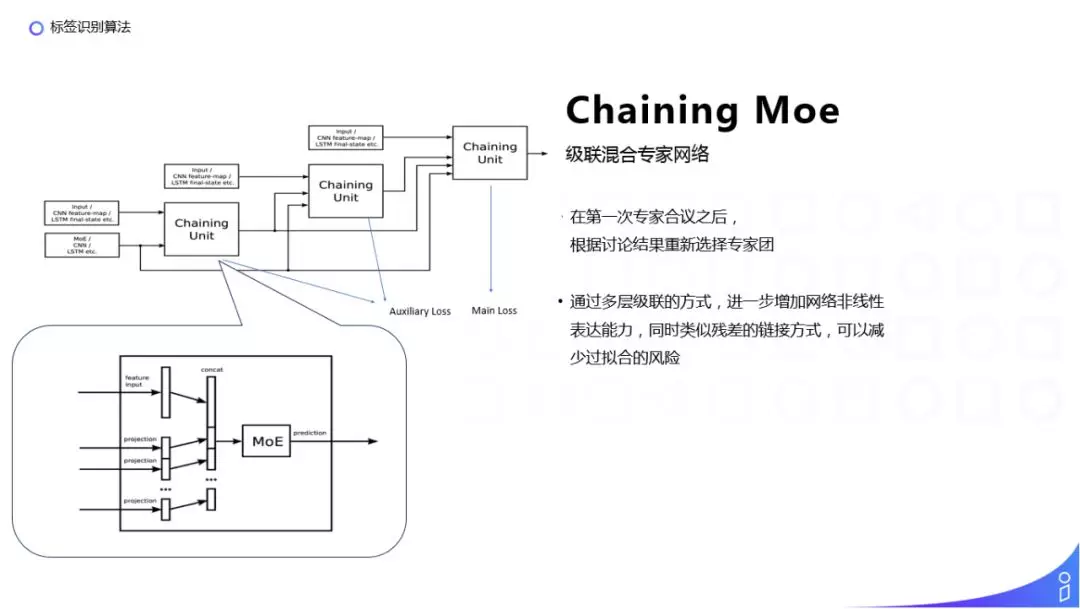 标签识别算法
Chaining Moe
级联混合专家网络
在第一次专家合议之后，
根据讨论结果重新选择专家团
• 通过多层级联的方式，进一步增加网络非线性
表达能力，同时类似残差的链接方式，可以减
少过拟合的风险
Input /
CNN feature-map /
LSTM final-state etc.
Chaining
Unit
Input /
CNN feature-map /
LSTM final-state etc.
Chaining
Unit
Input /
CNN feature-map /
LSTM final-state etc.
Chaining
Unit
MoE /
CNN /
LSTM etc.
Auxiliary Loss
Main Loss
feature
input
concat
projection
projection
projection
...
...
MoE
prediction